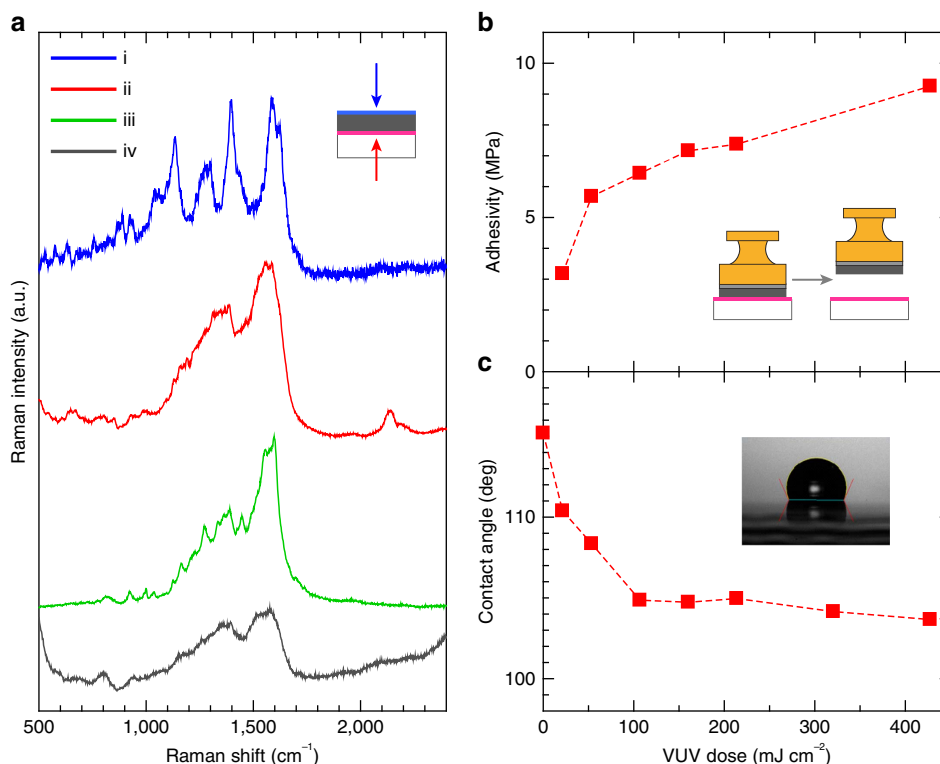 a
i
ii
iii
iv
Raman intensity (a.u.)
500
1,000
1,500
2,000
Raman shift (cm⁻¹)
b
10
5
0
Adhesivity (MPa)
c
110
100
Contact angle (deg)
0
100
200
300
400
VUV dose (mJ cm⁻²)